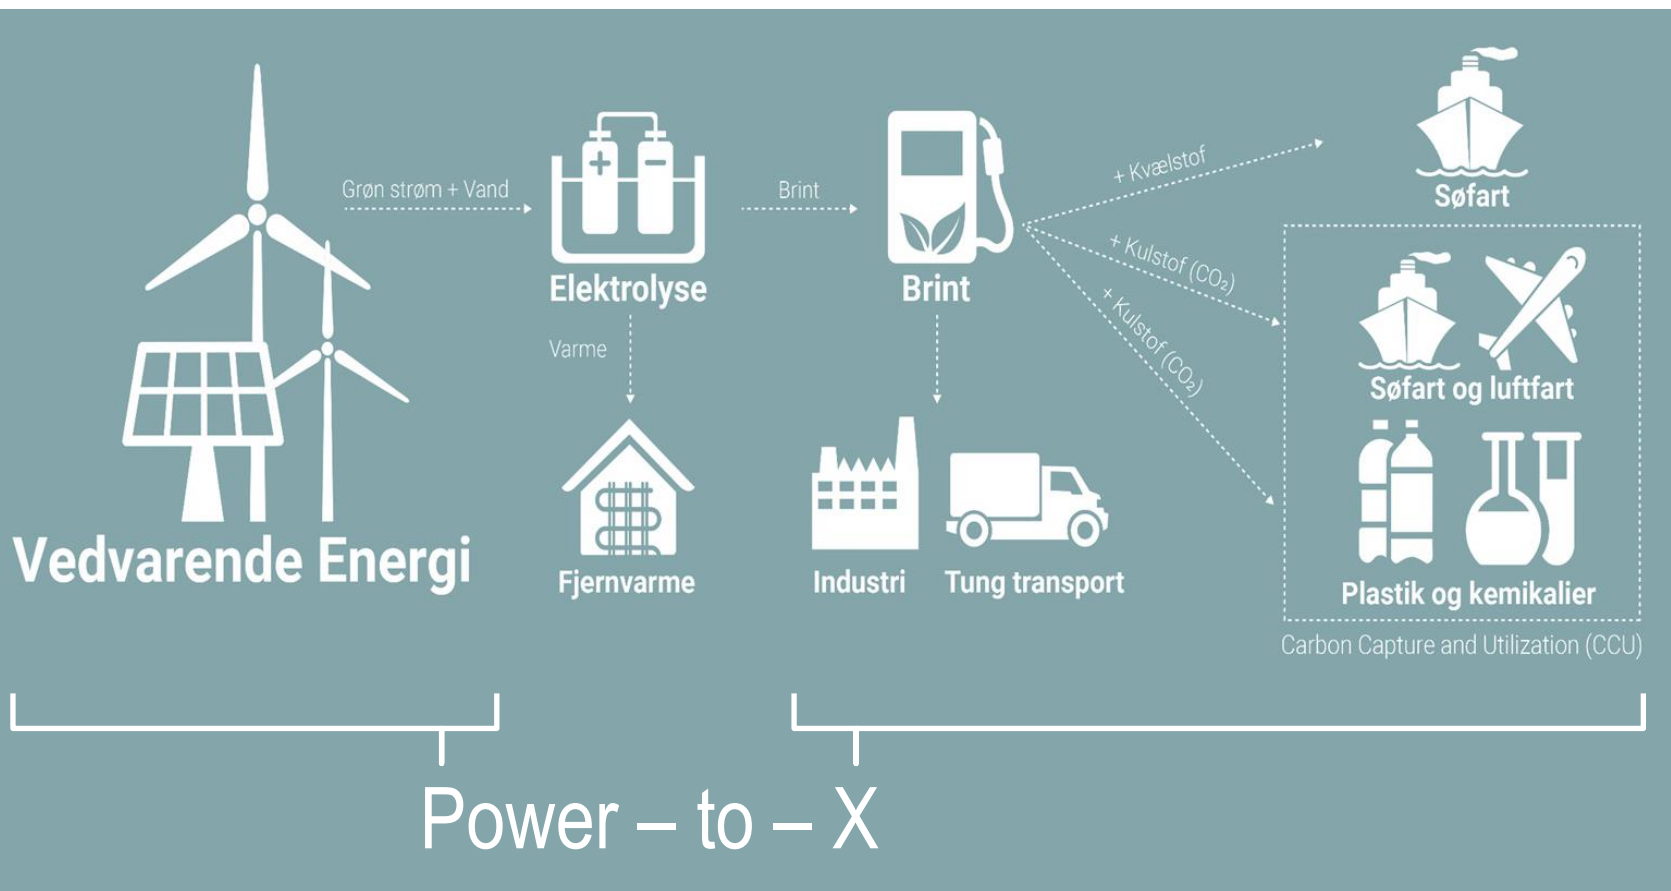 Grøn strøm + Vand
Elektrolyse
Brint
Brint
+ Kvælstof
Søfart
+ Kulstof (CO₂)
+ Kulstof (CO₂)
Søfart og luftfart
Varme
Vedvarende Energi
Fjernvarme
Industri
Tung transport
Plastik og kemikalier
Carbon Capture and Utilization (CCU)
Power – to – X